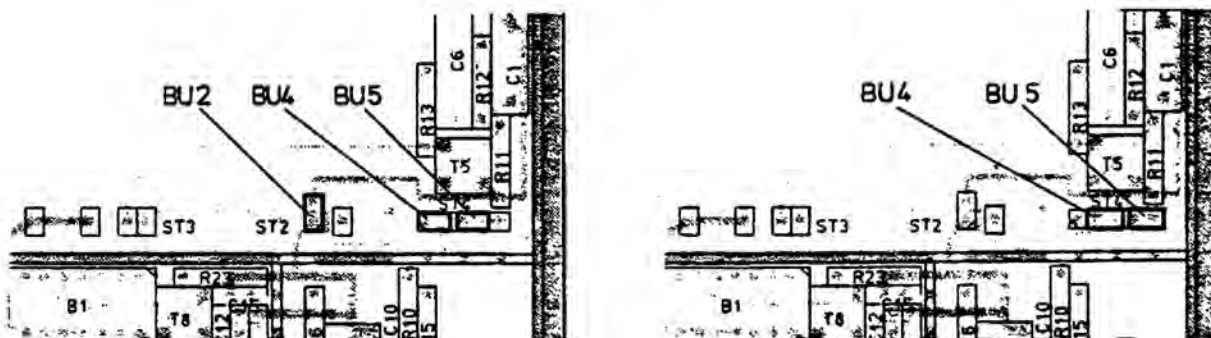 BU2 BU4 BU5
R13
C6
R12
C1
R11
T5
ST3
ST2
B1
R23
T8
C10
R10
BU4 BU5
R13
C6
R12
C1
R11
T5
ST3
ST2
B1
R23
T8
C10
R10